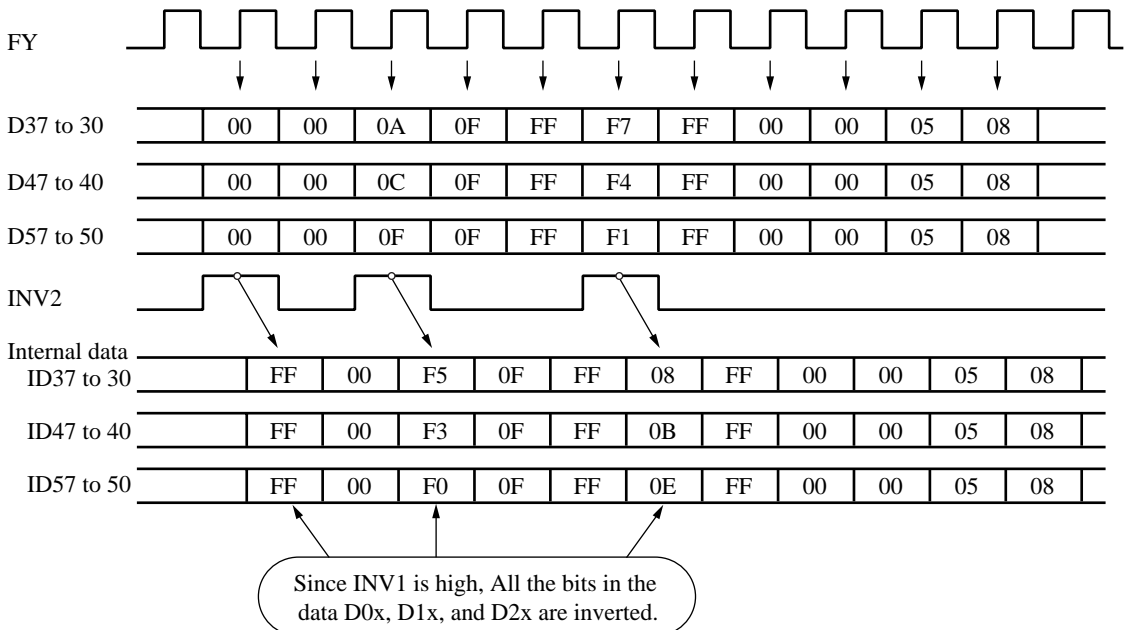 FY
D37 to 30 00 00 0A 0F FF F7 FF 00 00 05 08
D47 to 40 00 00 0C 0F FF F4 FF 00 00 05 08
D57 to 50 00 00 0F 0F FF F1 FF 00 00 05 08
INV2
Internal data
ID37 to 30 FF 00 F5 0F FF 08 FF 00 00 05 08
ID47 to 40 FF 00 F3 0F FF 0B FF 00 00 05 08
ID57 to 50 FF 00 F0 0F FF 0E FF 00 00 05 08
Since INV1 is high, All the bits in the
data D0x, D1x, and D2x are inverted.